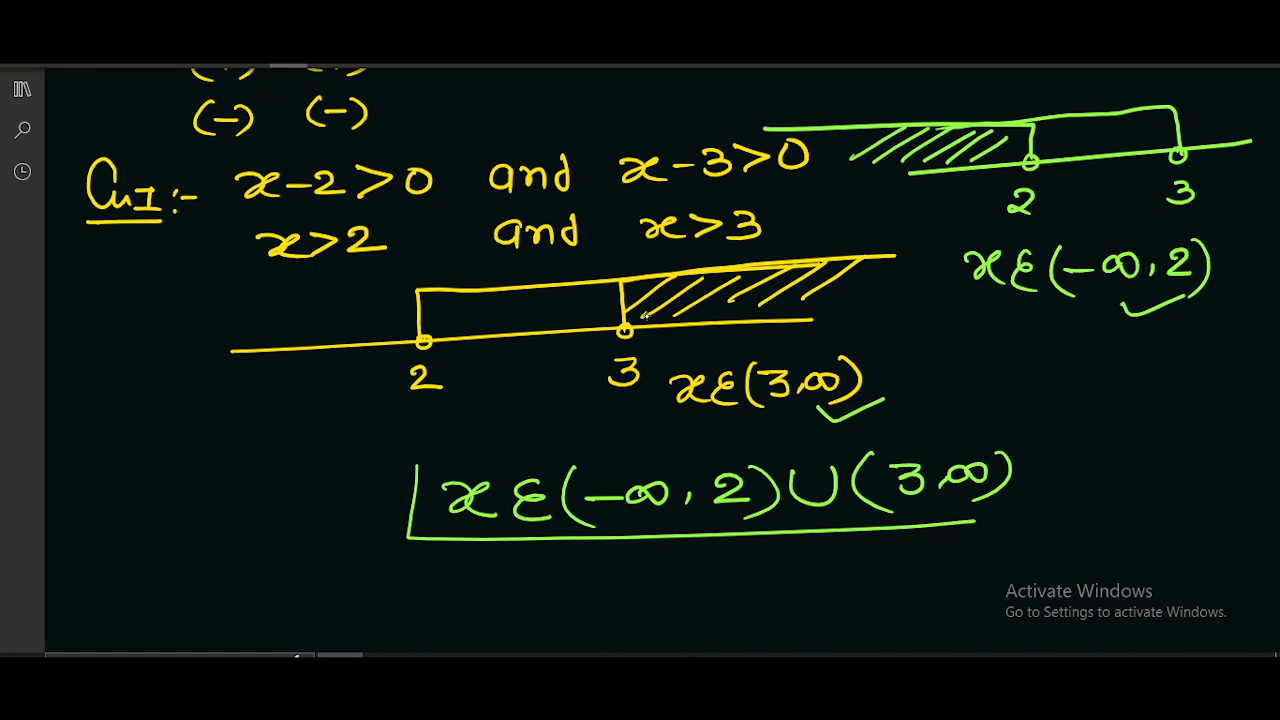 (-) (-)
Case I :- x-2>0 and x-3>0
x>2 and x>3
2 3
x∈(-∞, 2)
2 3
x∈(3,∞)
x∈(-∞, 2)∪(3,∞)
Activate Windows
Go to Settings to activate Windows.